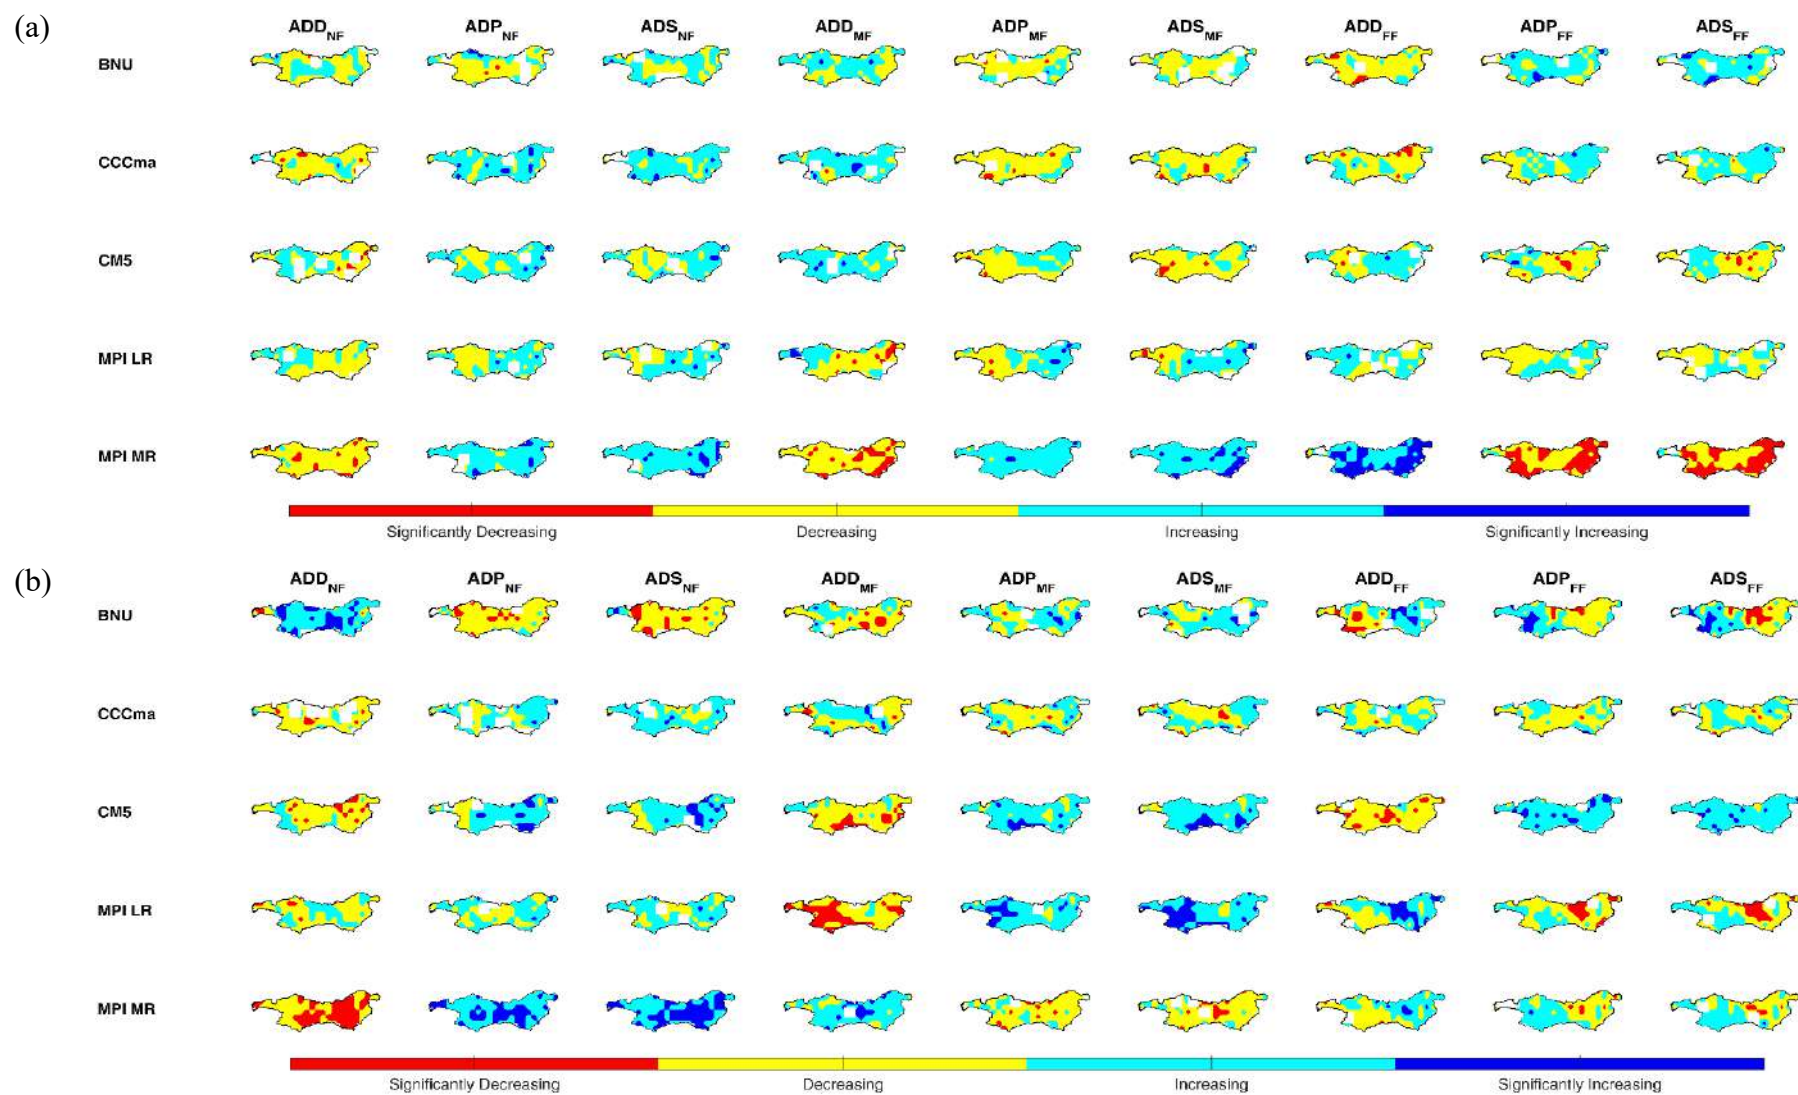 (a)
ADD_NF ADP_NF ADS_NF ADD_MF ADP_MF ADS_MF ADD_FF ADP_FF ADS_FF
BNU
CCCma
CM5
MPI LR
MPI MR
Significantly Decreasing Decreasing Increasing Significantly Increasing
(b)
ADD_NF ADP_NF ADS_NF ADD_MF ADP_MF ADS_MF ADD_FF ADP_FF ADS_FF
BNU
CCCma
CM5
MPI LR
MPI MR
Significantly Decreasing Decreasing Increasing Significantly Increasing